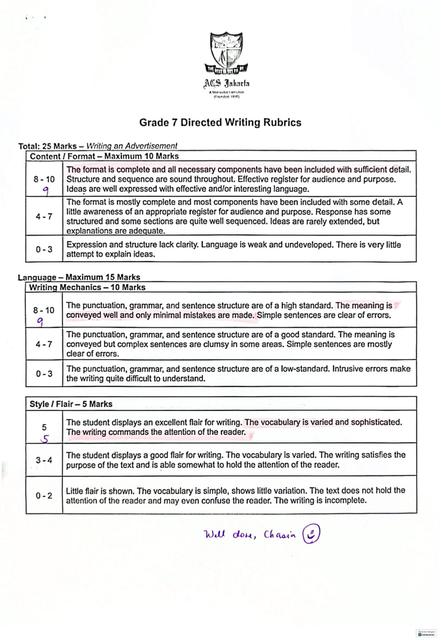 ACS Jakarta
Grade 7 Directed Writing Rubrics
Total: 25 Marks – Writing an Advertisement
Content / Format – Maximum 10 Marks
8 - 10
9
The format is complete and all necessary components have been included with sufficient detail.
Structure and sequence are sound throughout. Effective register for audience and purpose.
Ideas are well expressed with effective and/or interesting language.
4 - 7
The format is mostly complete and most components have been included with some detail. A
little awareness of an appropriate register for audience and purpose. Response has some
structured and some sections are quite well sequenced. Ideas are rarely extended, but
explanations are adequate.
0 - 3
Expression and structure lack clarity. Language is weak and undeveloped. There is very little
attempt to explain ideas.
Language – Maximum 15 Marks
Writing Mechanics – 10 Marks
8 - 10
9
The punctuation, grammar, and sentence structure are of a high standard. The meaning is
conveyed well and only minimal mistakes are made. Simple sentences are clear of errors.
4 - 7
The punctuation, grammar, and sentence structure are of a good standard. The meaning is
conveyed but complex sentences are clumsy in some areas. Simple sentences are mostly
clear of errors.
0 - 3
The punctuation, grammar, and sentence structure are of a low-standard. Intrusive errors make
the writing quite difficult to understand.
Style / Flair – 5 Marks
5
5
The student displays an excellent flair for writing. The vocabulary is varied and sophisticated.
The writing commands the attention of the reader.
3 - 4
The student displays a good flair for writing. The vocabulary is varied. The writing satisfies the
purpose of the text and is able somewhat to hold the attention of the reader.
0 - 2
Little flair is shown. The vocabulary is simple, shows little variation. The text does not hold the
attention of the reader and may even confuse the reader. The writing is incomplete.
Well done,